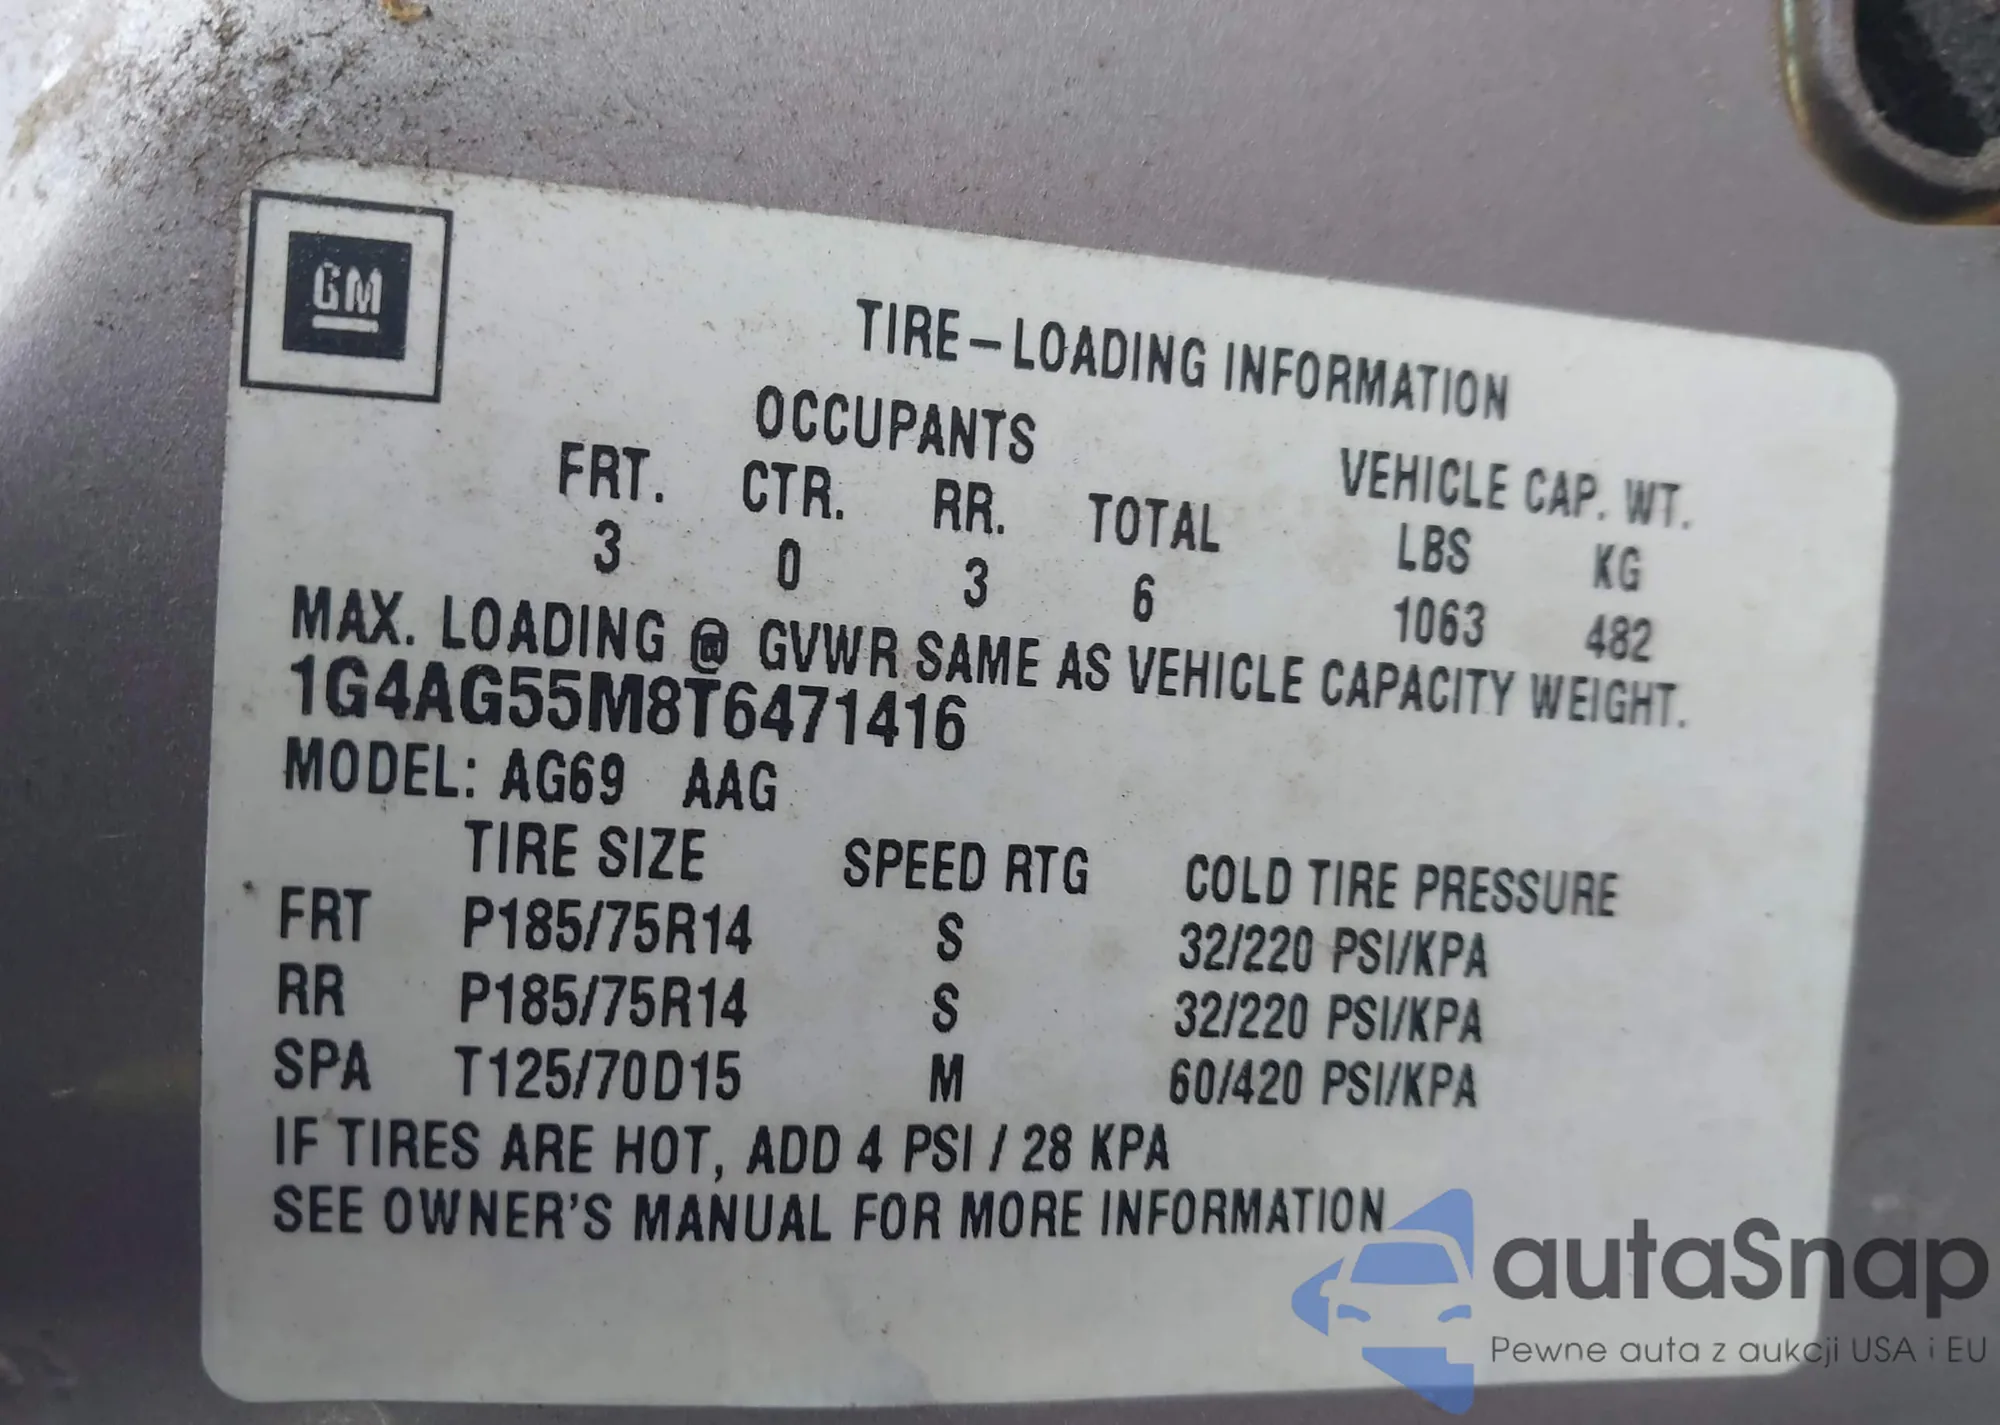 GM
TIRE-LOADING INFORMATION
OCCUPANTS
VEHICLE CAP. WT.
FRT. CTR. RR. TOTAL LBS KG
3 0 3 6 1063 482
MAX. LOADING @ GVWR SAME AS VEHICLE CAPACITY WEIGHT.
1G4AG55M8T6471416
MODEL: AG69 AAG
TIRE SIZE SPEED RTG COLD TIRE PRESSURE
FRT P185/75R14 S 32/220 PSI/KPA
RR P185/75R14 S 32/220 PSI/KPA
SPA T125/70D15 M 60/420 PSI/KPA
IF TIRES ARE HOT, ADD 4 PSI / 28 KPA
SEE OWNER'S MANUAL FOR MORE INFORMATION
autaSnap
Pewne auta z aukcji USA i EU